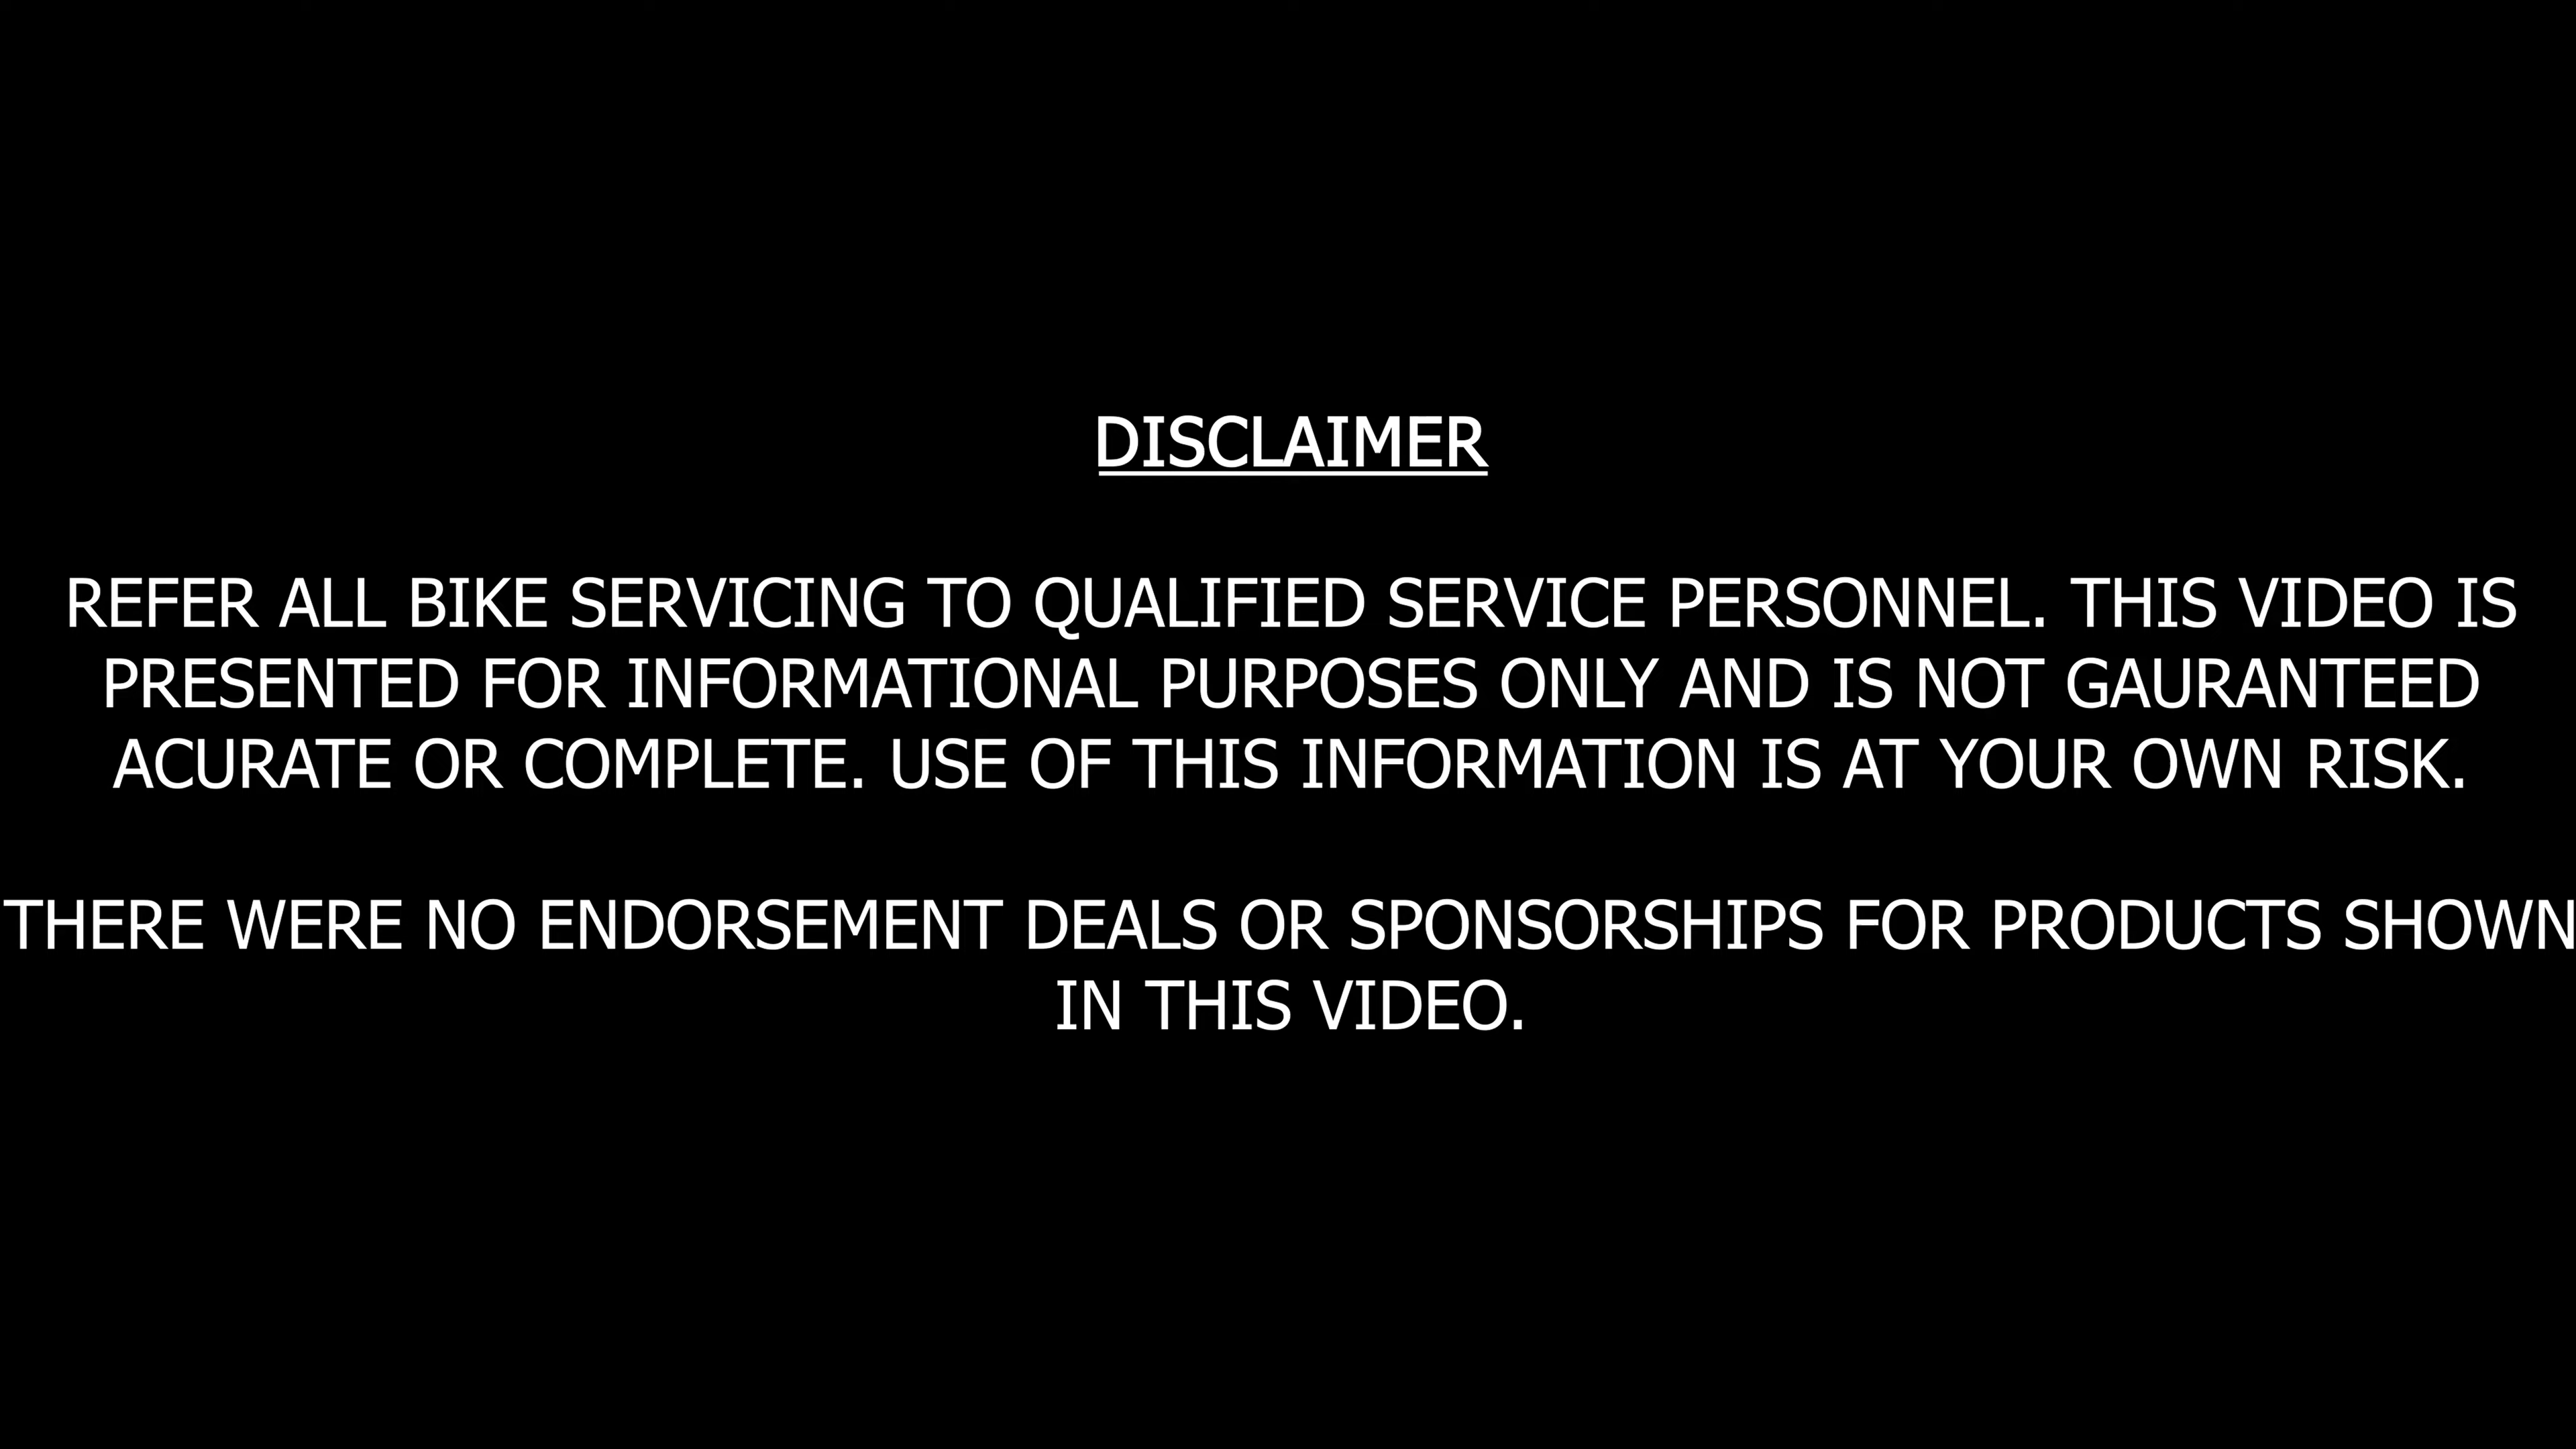 DISCLAIMER
REFER ALL BIKE SERVICING TO QUALIFIED SERVICE PERSONNEL. THIS VIDEO IS
PRESENTED FOR INFORMATIONAL PURPOSES ONLY AND IS NOT GAURANTEED
ACURATE OR COMPLETE. USE OF THIS INFORMATION IS AT YOUR OWN RISK.
THERE WERE NO ENDORSEMENT DEALS OR SPONSORSHIPS FOR PRODUCTS SHOWN
IN THIS VIDEO.